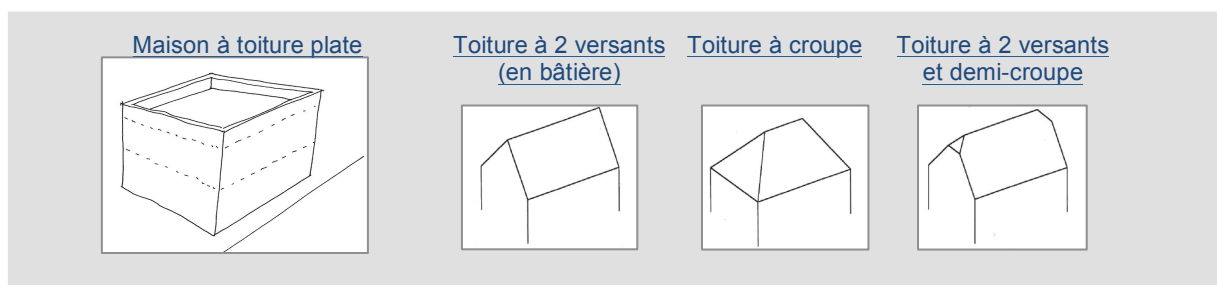 Maison à toiture plate
Toiture à 2 versants
(en bâtière)
Toiture à croupe
Toiture à 2 versants
et demi-croupe